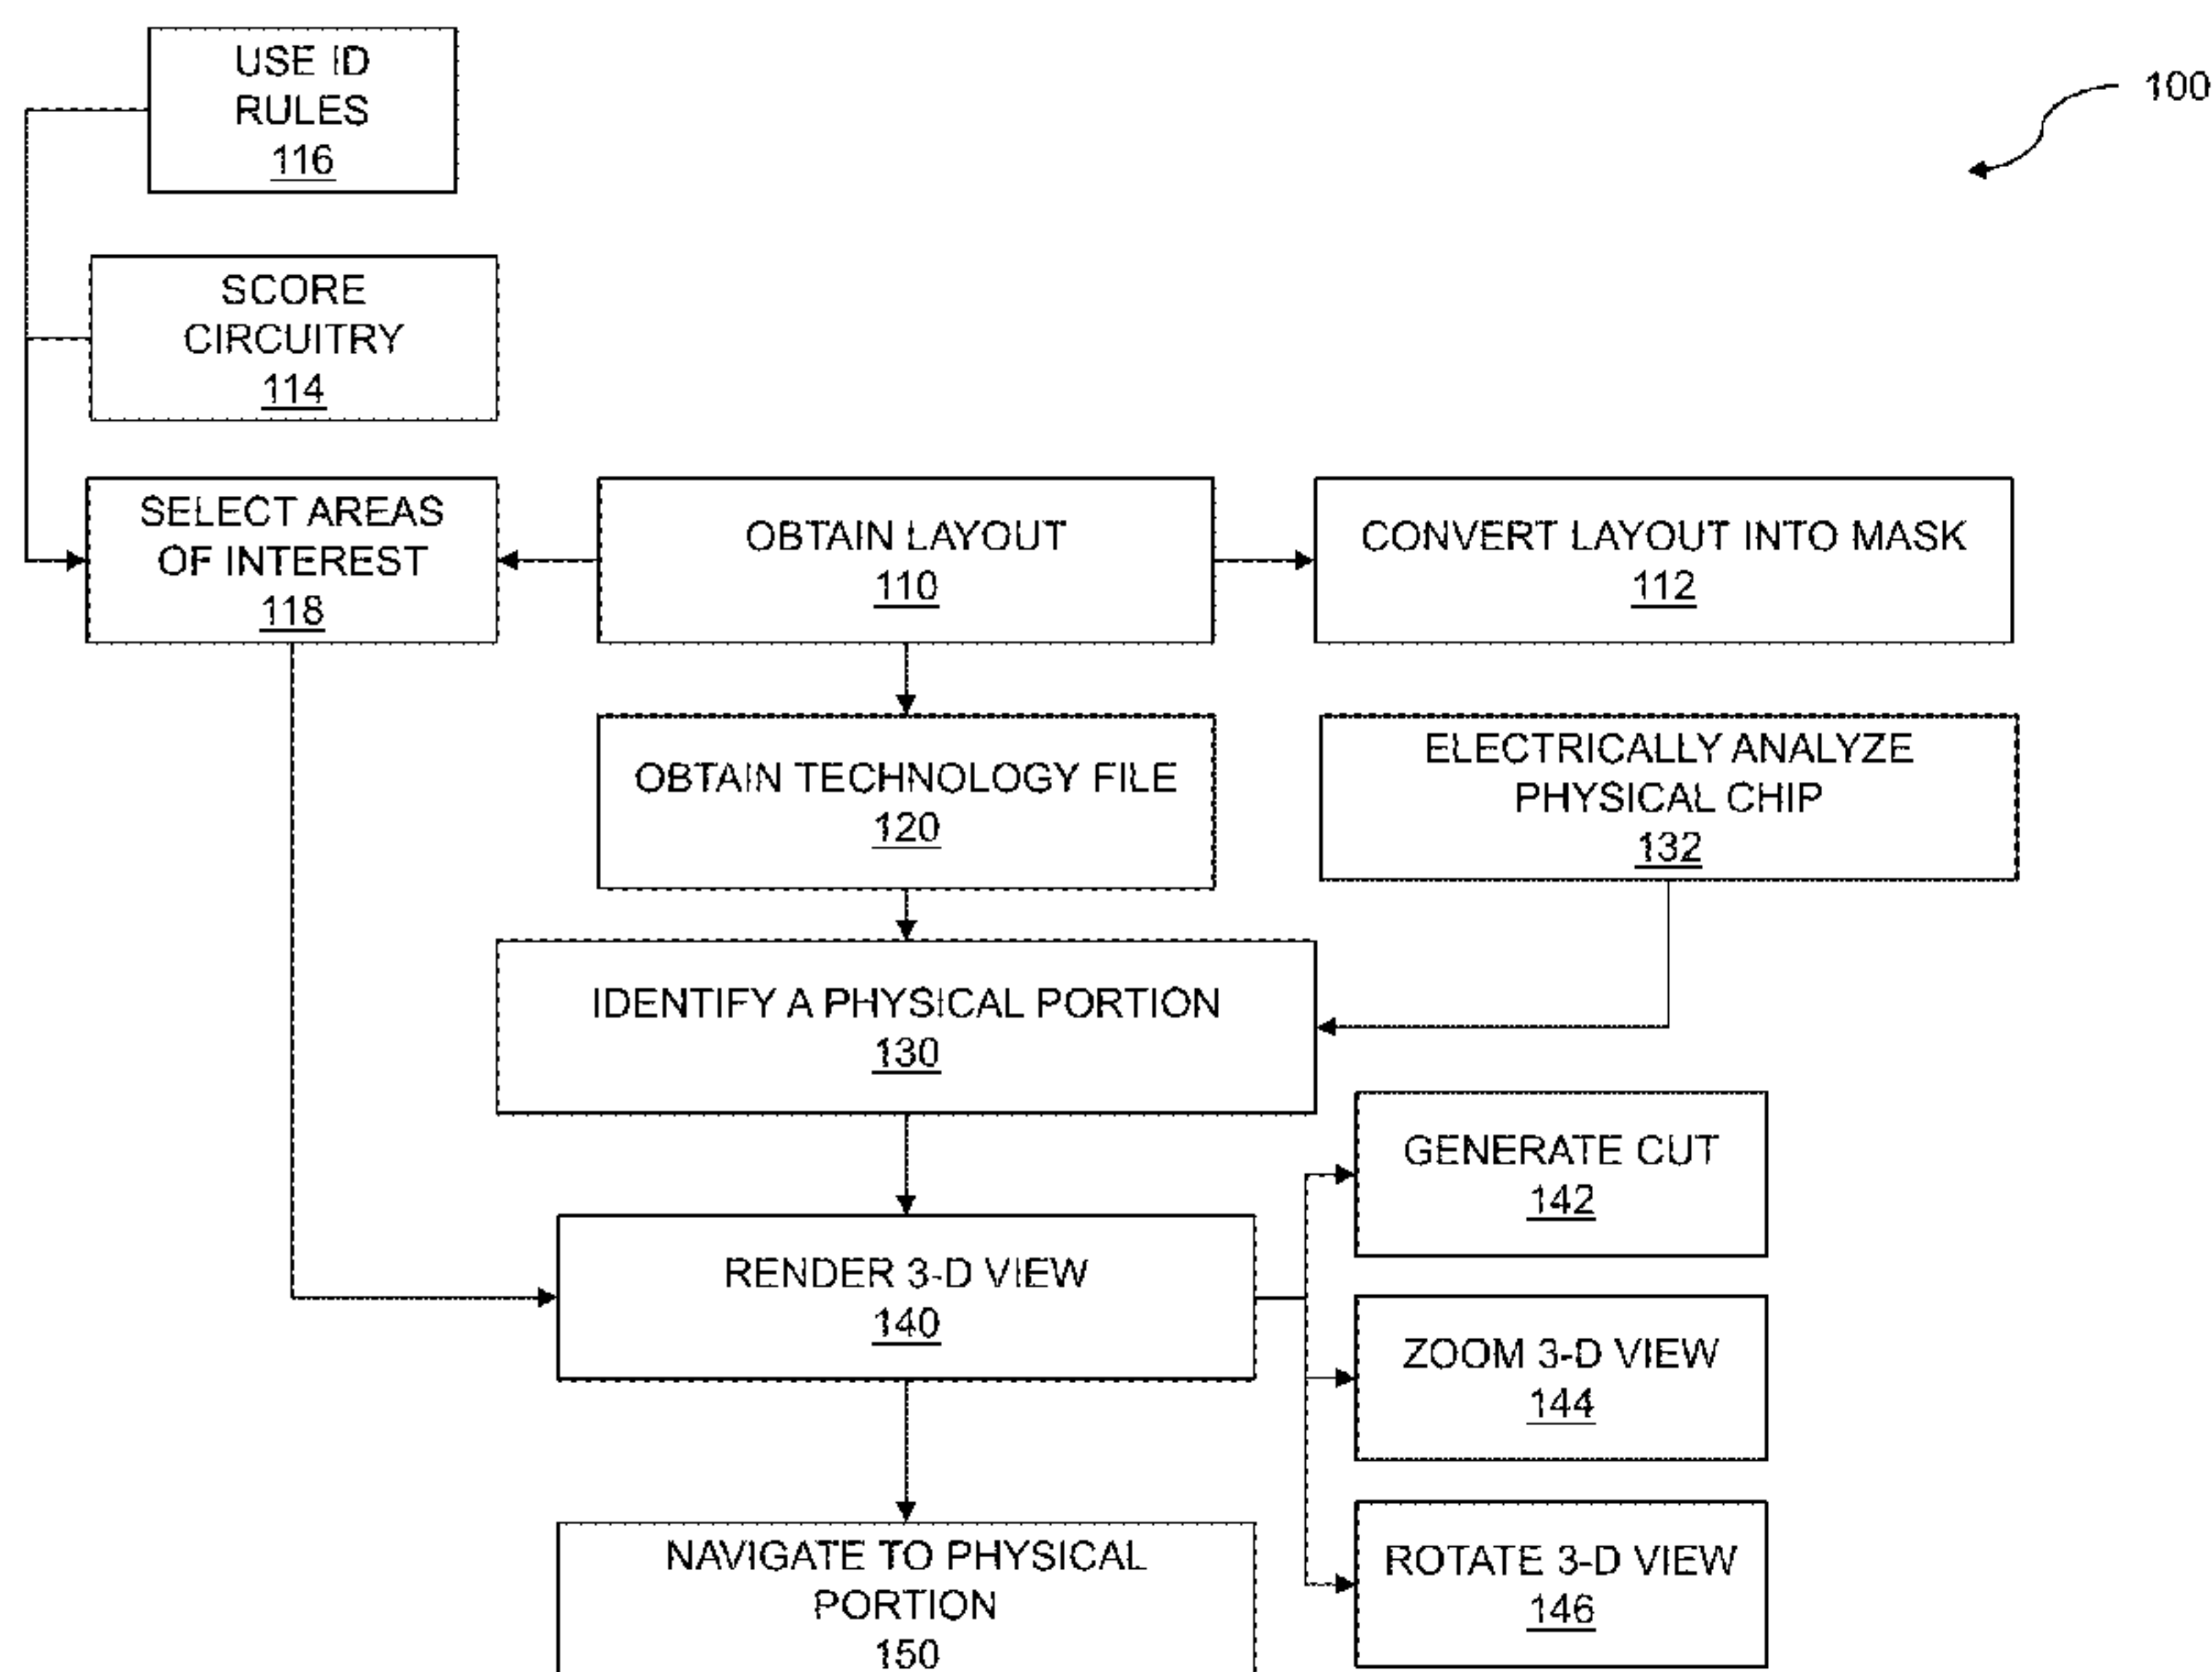 USE ID
RULES
116
100
SCORE
CIRCUITRY
114
SELECT AREAS
OF INTEREST
118
OBTAIN LAYOUT
110
CONVERT LAYOUT INTO MASK
112
OBTAIN TECHNOLOGY FILE
120
ELECTRICALLY ANALYZE
PHYSICAL CHIP
132
IDENTIFY A PHYSICAL PORTION
130
GENERATE CUT
142
RENDER 3-D VIEW
140
ZOOM 3-D VIEW
144
NAVIGATE TO PHYSICAL
PORTION
150
ROTATE 3-D VIEW
146